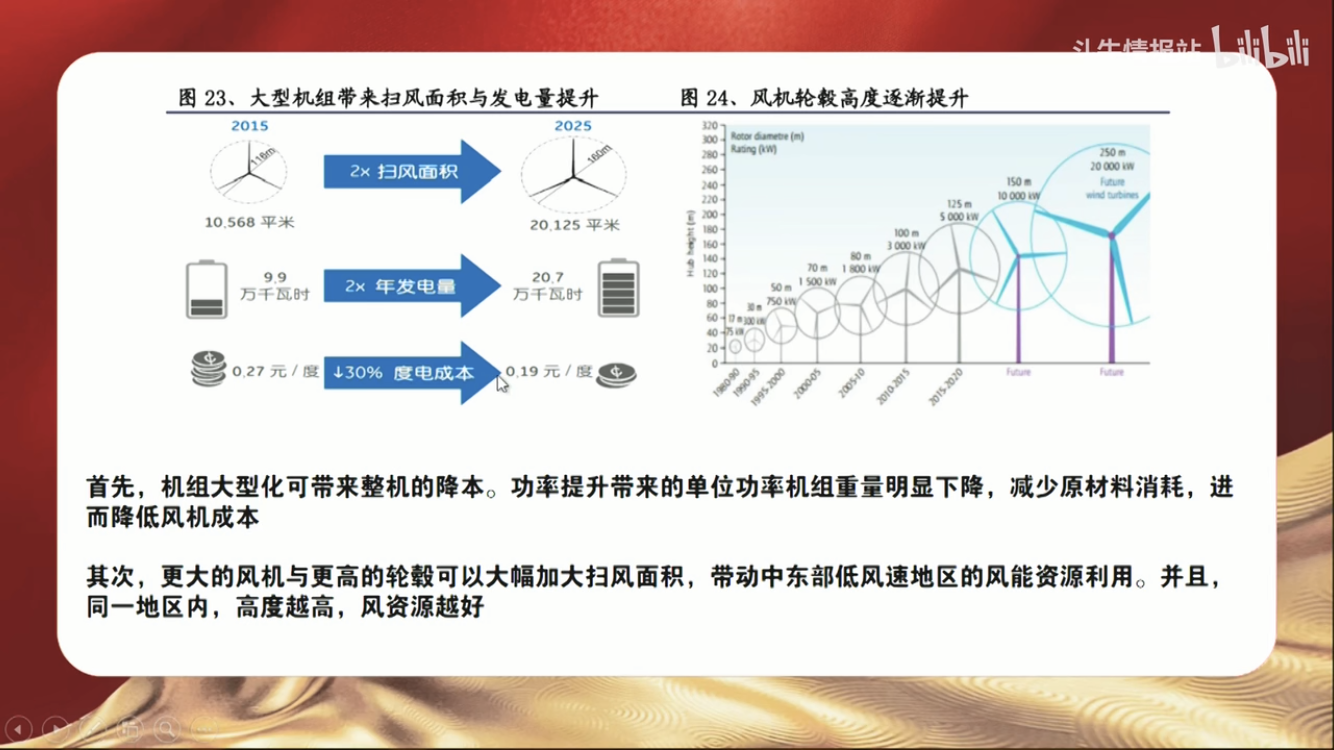 斗牛情报站 bilibili
图 23、大型机组带来扫风面积与发电量提升
2015
116m
10,568 平米
2x 扫风面积
2025
160m
20,125 平米
9.9
万千瓦时
2x 年发电量
20.7
万千瓦时
0.27 元 / 度
↓30% 度电成本
0.19 元 / 度
图 24、风机轮毂高度逐渐提升
Rotor diametre (m)
Rating (kW)
Hub height (m)
320
300
280
260
240
220
200
180
160
140
120
100
80
60
40
20
0
17 m
75 kW
30 m
300 kW
50 m
750 kW
70 m
1 500 kW
80 m
1 800 kW
100 m
3 000 kW
125 m
5 000 kW
150 m
10 000 kW
250 m
20 000 kW
Future
wind turbines
1980-90
1990-95
1995-2000
2000-05
2005-10
2010-2015
2015-2020
Future
Future
首先，机组大型化可带来整机的降本。功率提升带来的单位功率机组重量明显下降，减少原材料消耗，进
而降低风机成本
其次，更大的风机与更高的轮毂可以大幅加大扫风面积，带动中东部低风速地区的风能资源利用。并且，
同一地区内，高度越高，风资源越好